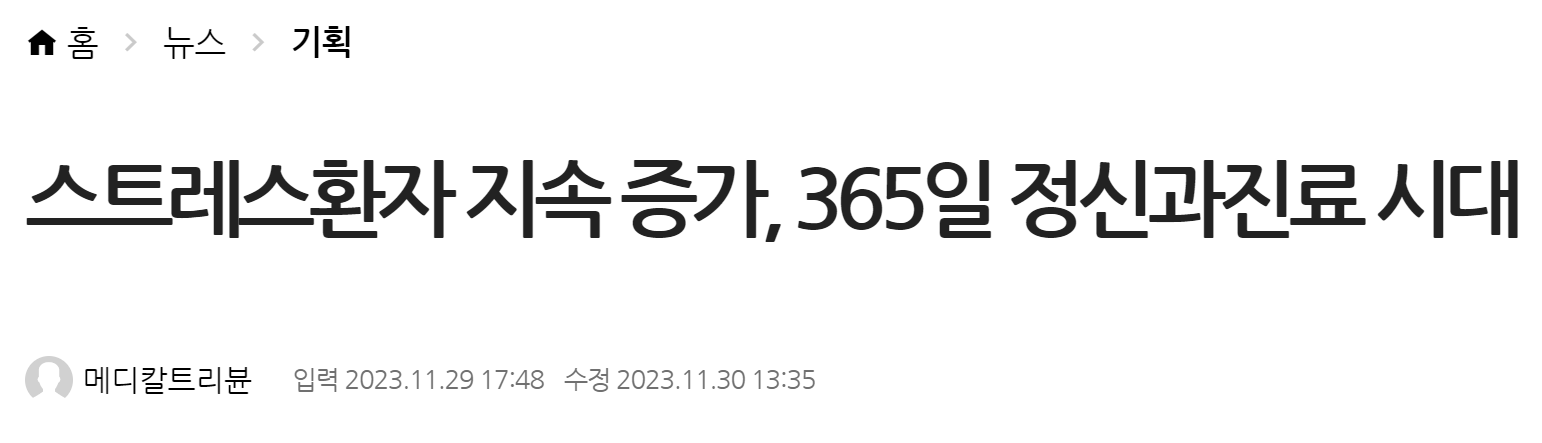 홈 > 뉴스 > 기획
스트레스환자 지속 증가, 365일 정신과진료 시대
메디칼트리뷴 입력 2023.11.29 17:48 수정 2023.11.30 13:35